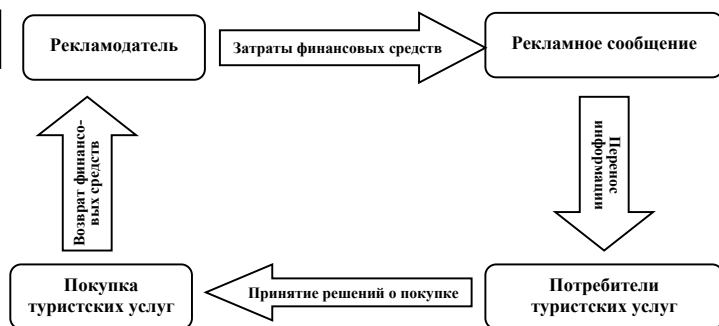 Рекламодатель
Затраты финансовых средств
Рекламное сообщение
Перенос
информации
Потребители
туристских услуг
Принятие решений о покупке
Покупка
туристских услуг
Возврат финансо-
вых средств